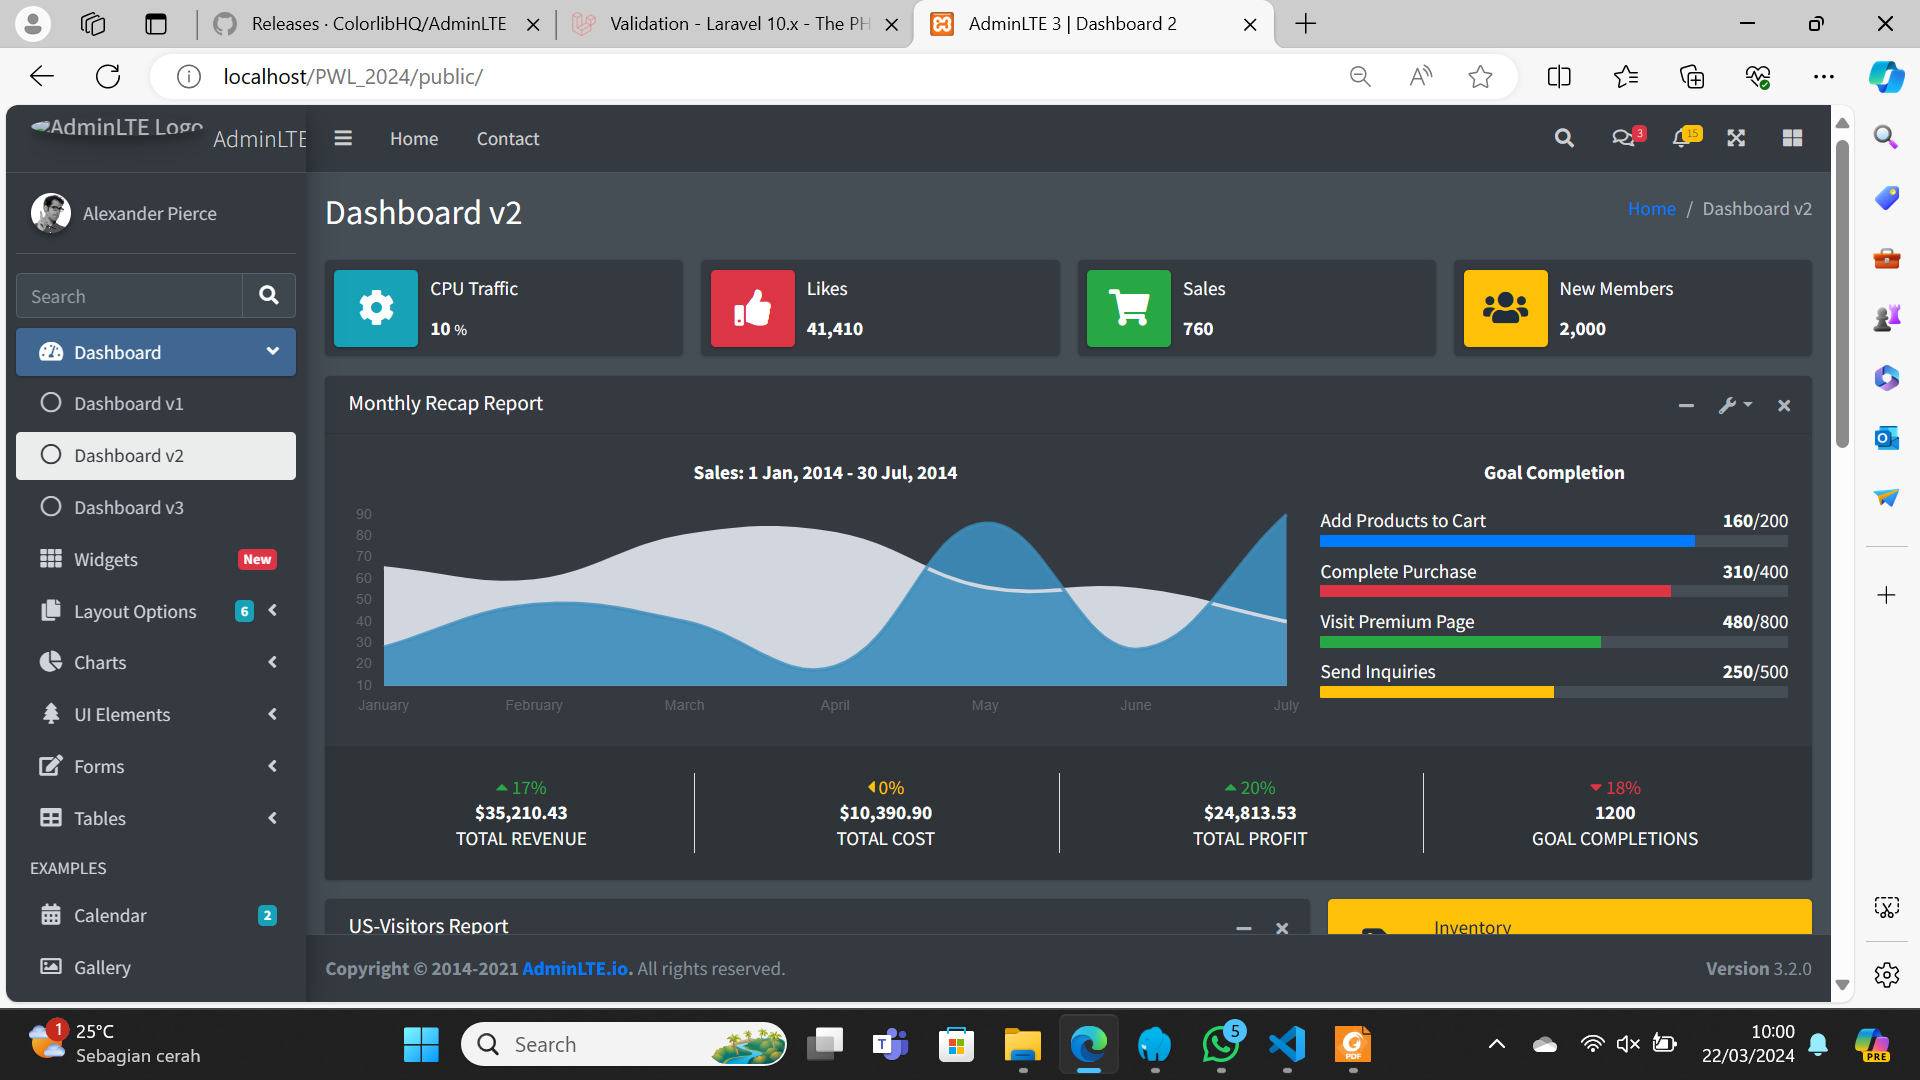 Releases · ColorlibHQ/AdminLTE
Validation - Laravel 10.x - The PH
AdminLTE 3 | Dashboard 2
localhost/PWL_2024/public/
AdminLTE Logo
AdminLTE
Home
Contact
3
15
Alexander Pierce
Search
Dashboard
Dashboard v1
Dashboard v2
Dashboard v3
Widgets
New
Layout Options
6
Charts
UI Elements
Forms
Tables
EXAMPLES
Calendar
2
Gallery
Dashboard v2
Home / Dashboard v2
CPU Traffic
10 %
Likes
41,410
Sales
760
New Members
2,000
Monthly Recap Report
Sales: 1 Jan, 2014 - 30 Jul, 2014
90
80
70
60
50
40
30
20
10
January
February
March
April
May
June
July
Goal Completion
Add Products to Cart
160/200
Complete Purchase
310/400
Visit Premium Page
480/800
Send Inquiries
250/500
17%
$35,210.43
TOTAL REVENUE
0%
$10,390.90
TOTAL COST
20%
$24,813.53
TOTAL PROFIT
18%
1200
GOAL COMPLETIONS
US-Visitors Report
Inventory
Copyright © 2014-2021 AdminLTE.io. All rights reserved.
Version 3.2.0
1
25°C
Sebagian cerah
Search
T
PDF
5
10:00
22/03/2024
PRE